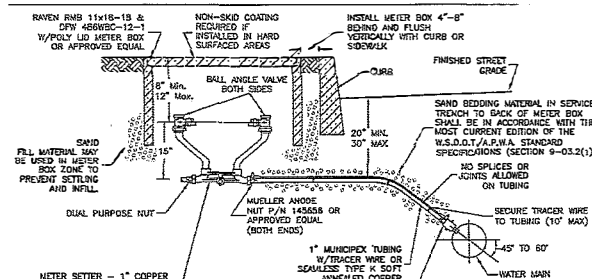 RAVEN RMB 11x18-18 &
DFW 486WBC-12-1
W/POLY LID METER BOX
OR APPROVED EQUAL
NON-SKID COATING
REQUIRED IF
INSTALLED IN HARD
SURFACED AREAS
INSTALL METER BOX 4"-8"
BEHIND AND FLUSH
VERTICALLY WITH CURB OR
SIDEWALK
FINISHED STREET
GRADE
CURB
8" Min.
12" Max.
BALL ANGLE VALVE
BOTH SIDES
SAND BEDDING MATERIAL IN SERVICE
TRENCH TO BACK OF METER BOX
SHALL BE IN ACCORDANCE WITH THE
MOST CURRENT EDITION OF THE
W.S.D.O.T./A.P.W.A. STANDARD
SPECIFICATIONS (SECTION 9-03.2(1)
20" MIN.
30" MAX
SAND
FILL MATERIAL MAY
BE USED IN METER
BOX ZONE TO
PREVENT SETTLING
AND INFILL.
15"
NO SPLICES OR
JOINTS ALLOWED
ON TUBING
DUAL PURPOSE NUT
MUELLER ANODE
NUT P/N 145656 OR
APPROVED EQUAL
(BOTH ENDS)
SECURE TRACER WIRE
TO TUBING (10" MAX)
45° TO 60°
1" MUNICIPEX TUBING
W/TRACER WIRE OR
SEAMLESS TYPE K SOFT
ANNEALED COPPER
WATER MAIN
METER SETTER - 1" COPPER